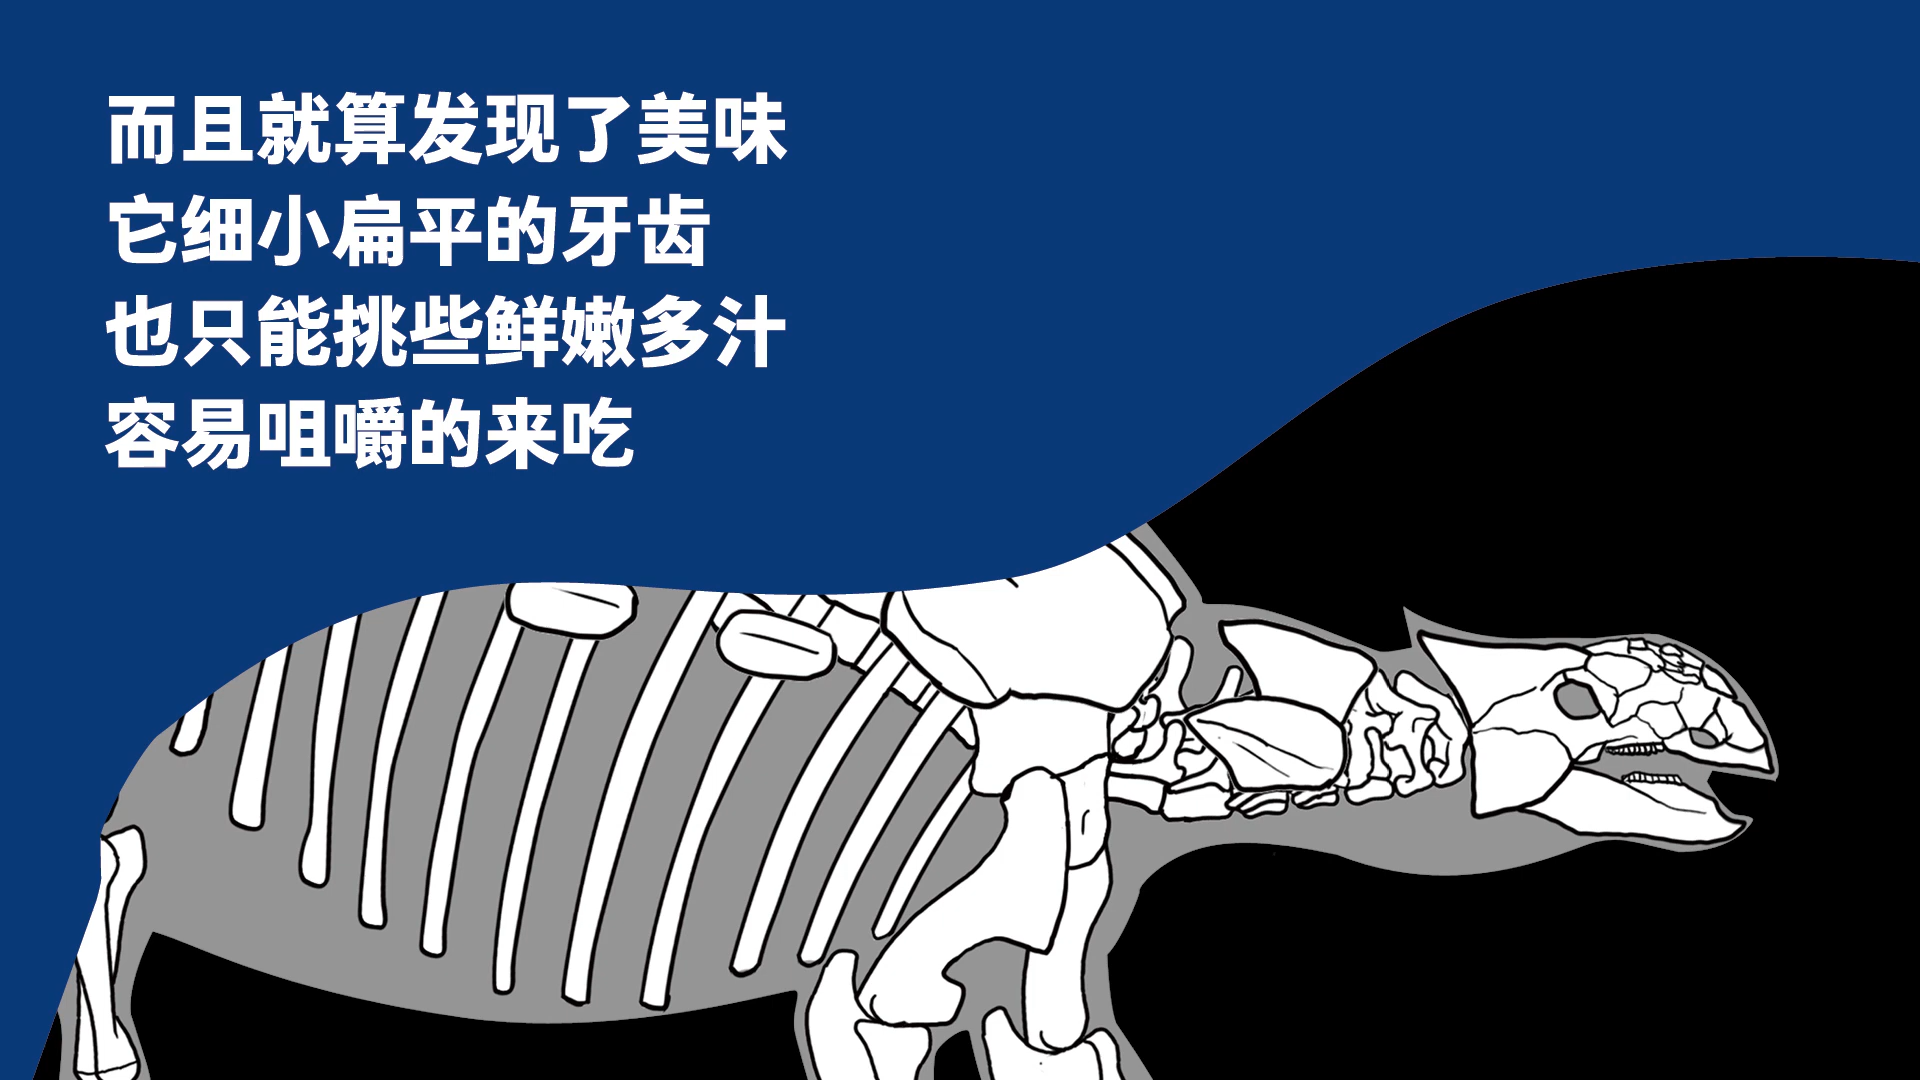 而且就算发现了美味
它细小扁平的牙齿
也只能挑些鲜嫩多汁
容易咀嚼的来吃